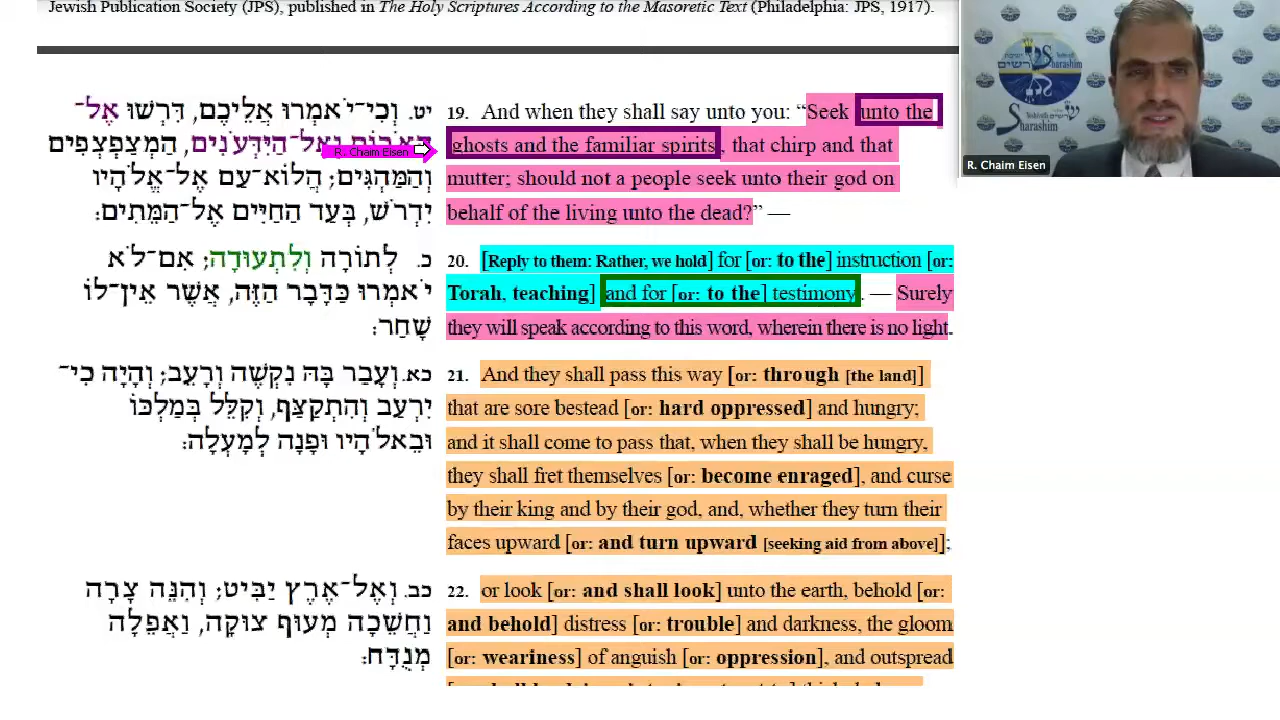 Jewish Publication Society (JPS), published in The Holy Scriptures According to the Masoretic Text (Philadelphia: JPS, 1917).
יט. וְכִי־יֹאמְרוּ אֲלֵיכֶם, דִּרְשׁוּ אֶל־
וְאֶל־הַיִּדְּעֹנִים, הַמְצַפְצְפִים
וְהַמַּהְגִּים; הֲלוֹא־עַם אֶל־אֱלֹהָיו
יִדְרֹשׁ, בְּעַד הַחַיִּים אֶל־הַמֵּתִים:
19. And when they shall say unto you: “Seek unto the
ghosts and the familiar spirits, that chirp and that
mutter; should not a people seek unto their god on
behalf of the living unto the dead?” —
R. Chaim Eisen
כ. לְתוֹרָה וְלִתְעוּדָה; אִם־לֹא
יֹאמְרוּ כַּדָּבָר הַזֶּה, אֲשֶׁר אֵין־לוֹ
שָׁחַר:
20. [Reply to them: Rather, we hold] for [or: to the] instruction [or:
Torah, teaching] and for [or: to the] testimony. — Surely
they will speak according to this word, wherein there is no light.
כא. וְעָבַר בָּהּ נִקְשֶׁה וְרָעֵב; וְהָיָה כִי־
יִרְעַב וְהִתְקַצַּף, וְקִלֵּל בְּמַלְכּוֹ
וּבֵאלֹהָיו וּפָנָה לְמָעְלָה:
21. And they shall pass this way [or: through [the land]]
that are sore bestead [or: hard oppressed] and hungry;
and it shall come to pass that, when they shall be hungry,
they shall fret themselves [or: become enraged], and curse
by their king and by their god, and, whether they turn their
faces upward [or: and turn upward [seeking aid from above]];
כב. וְאֶל־אֶרֶץ יַבִּיט; וְהִנֵּה צָרָה
וַחֲשֵׁכָה מְעוּף צוּקָה, וַאֲפֵלָה
מְנֻדָּח:
22. or look [or: and shall look] unto the earth, behold [or:
and behold] distress [or: trouble] and darkness, the gloom
[or: weariness] of anguish [or: oppression], and outspread
Sharashim
Yeshivath
Sharashim
R. Chaim Eisen